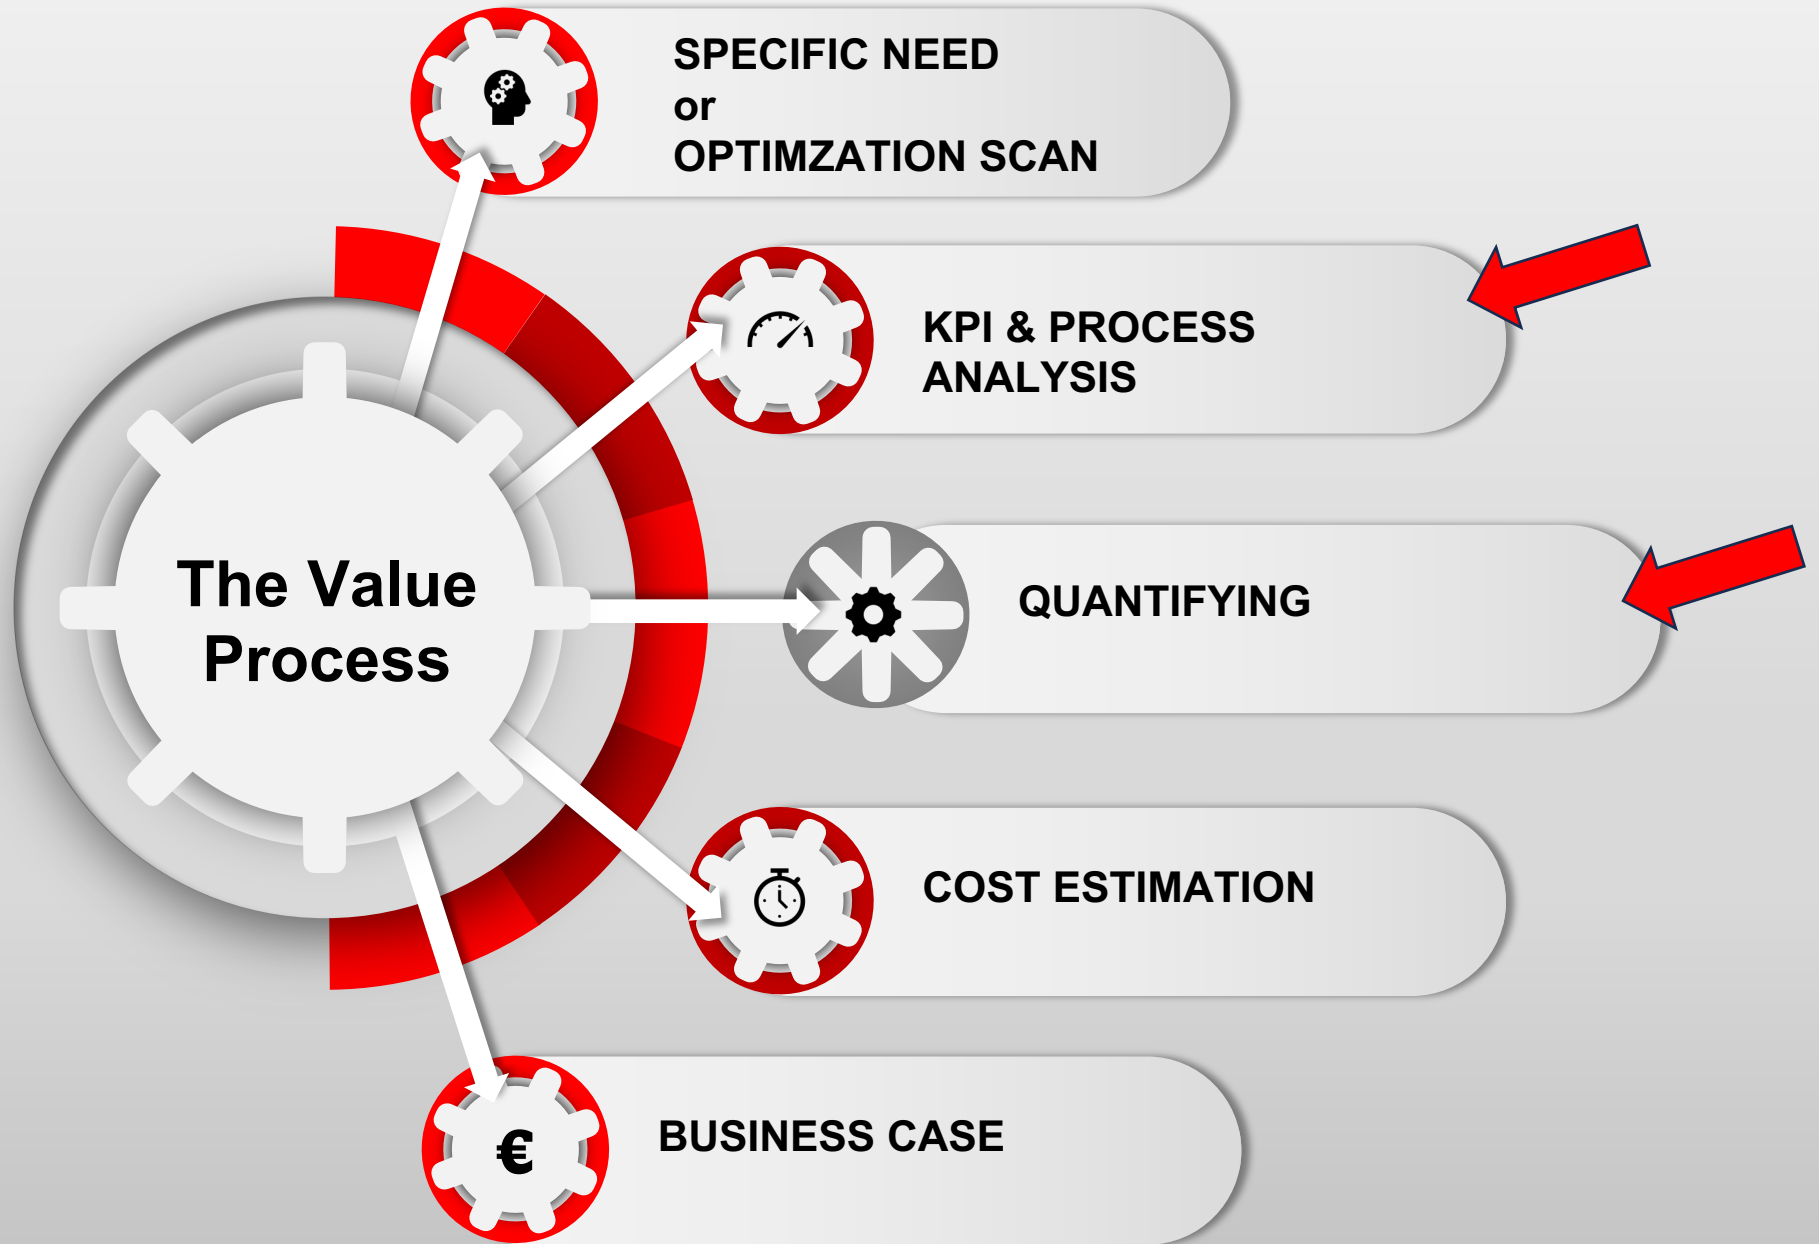 SPECIFIC NEED
or
OPTIMZATION SCAN
KPI & PROCESS
ANALYSIS
The Value
Process
QUANTIFYING
COST ESTIMATION
€
BUSINESS CASE